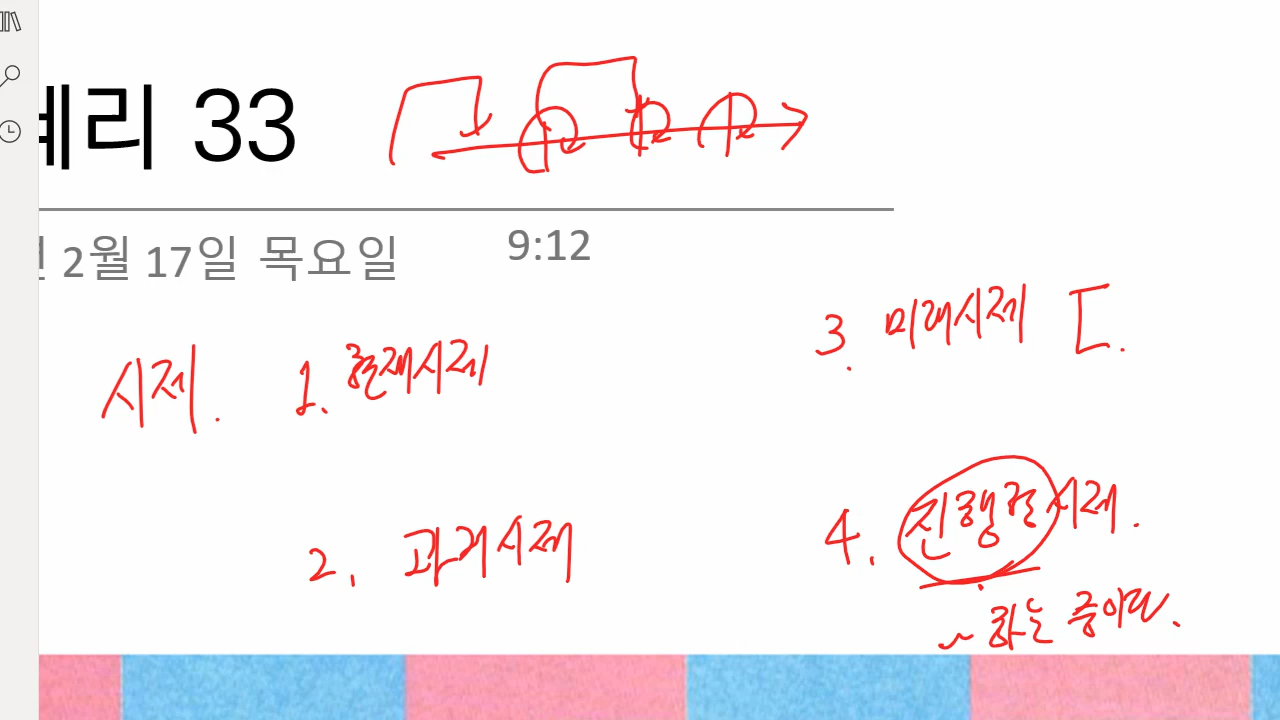 예리 33
2월 17일 목요일
9:12
시제.
1. 현재시제
2. 과거시제
3. 미래시제
4. 진행형시제.
~하는 중이다.